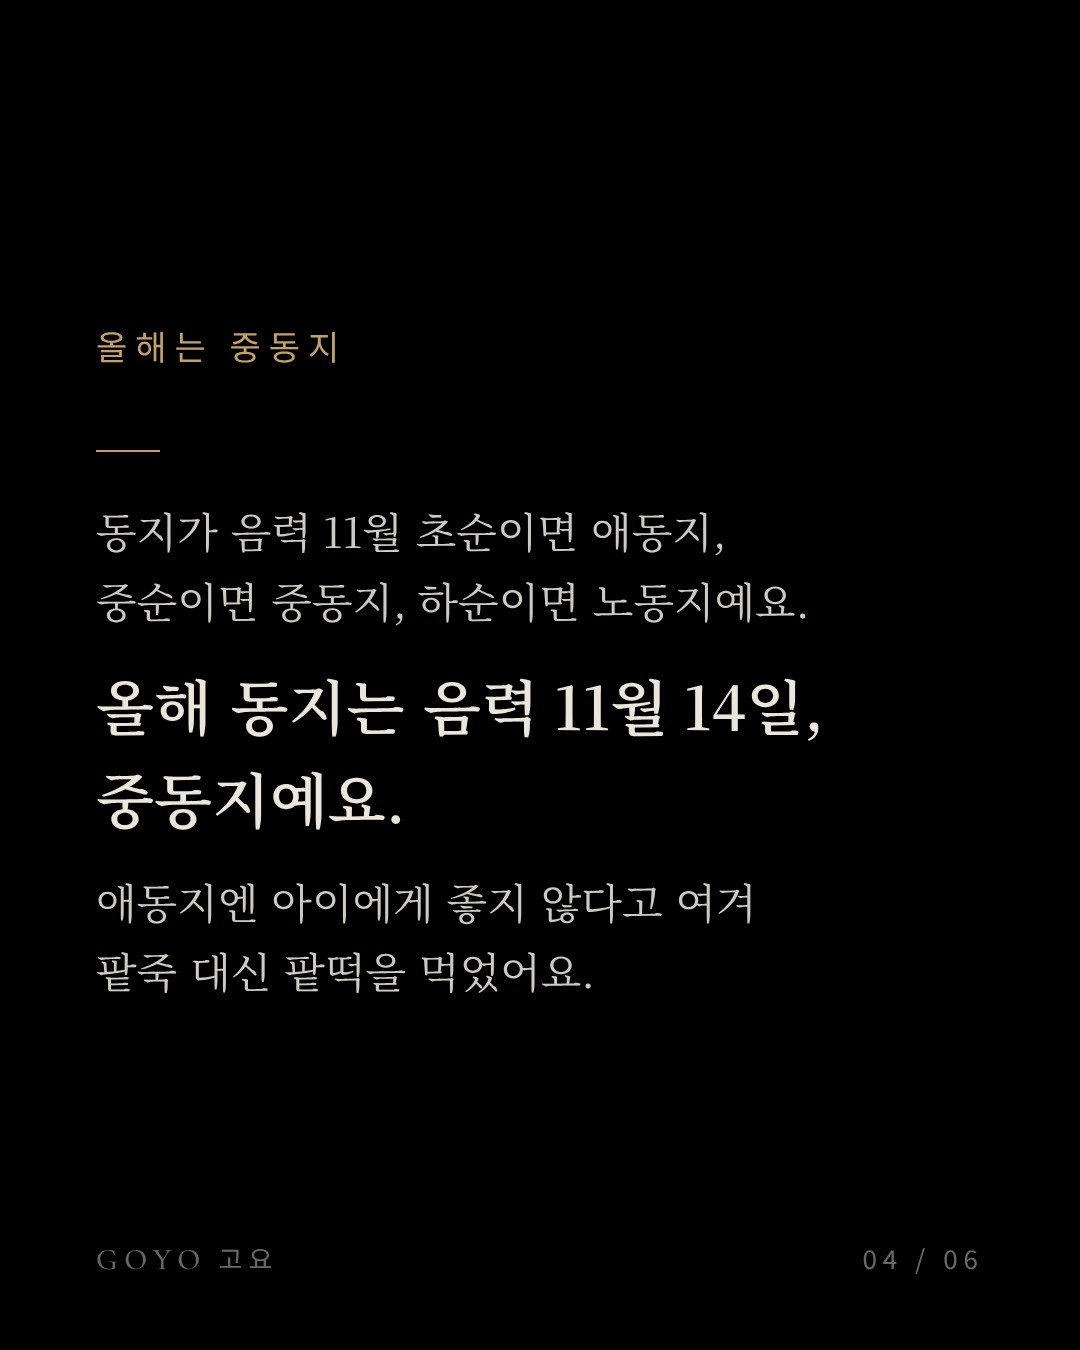 올해는 중동지
동지가 음력 11월 초순이면 애동지,
중순이면 중동지, 하순이면 노동지예요.
올해 동지는 음력 11월 14일,
중동지예요.
애동지엔 아이에게 좋지 않다고 여겨
팥죽 대신 팥떡을 먹었어요.
GOYO 고요
04 / 06